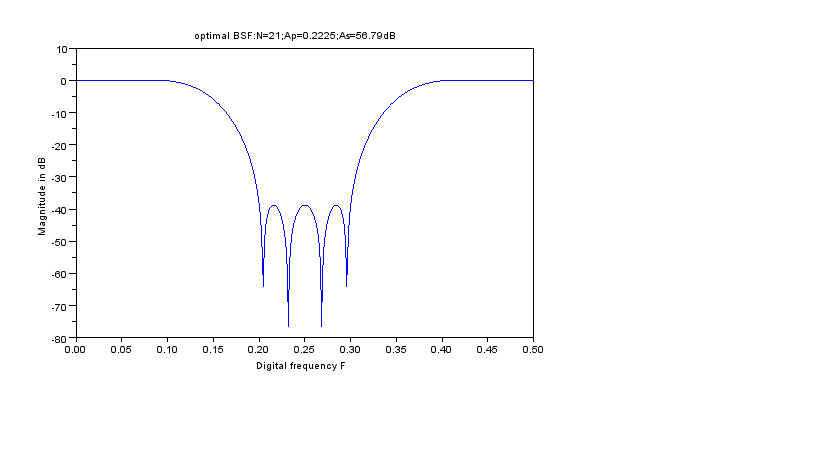 optimal BSF:N=21;Ap=0.2225;As=56.79dB
10
0
-10
-20
-30
-40
-50
-60
-70
-80
Magnitude in dB
0.00 0.05 0.10 0.15 0.20 0.25 0.30 0.35 0.40 0.45 0.50
Digital frequency F